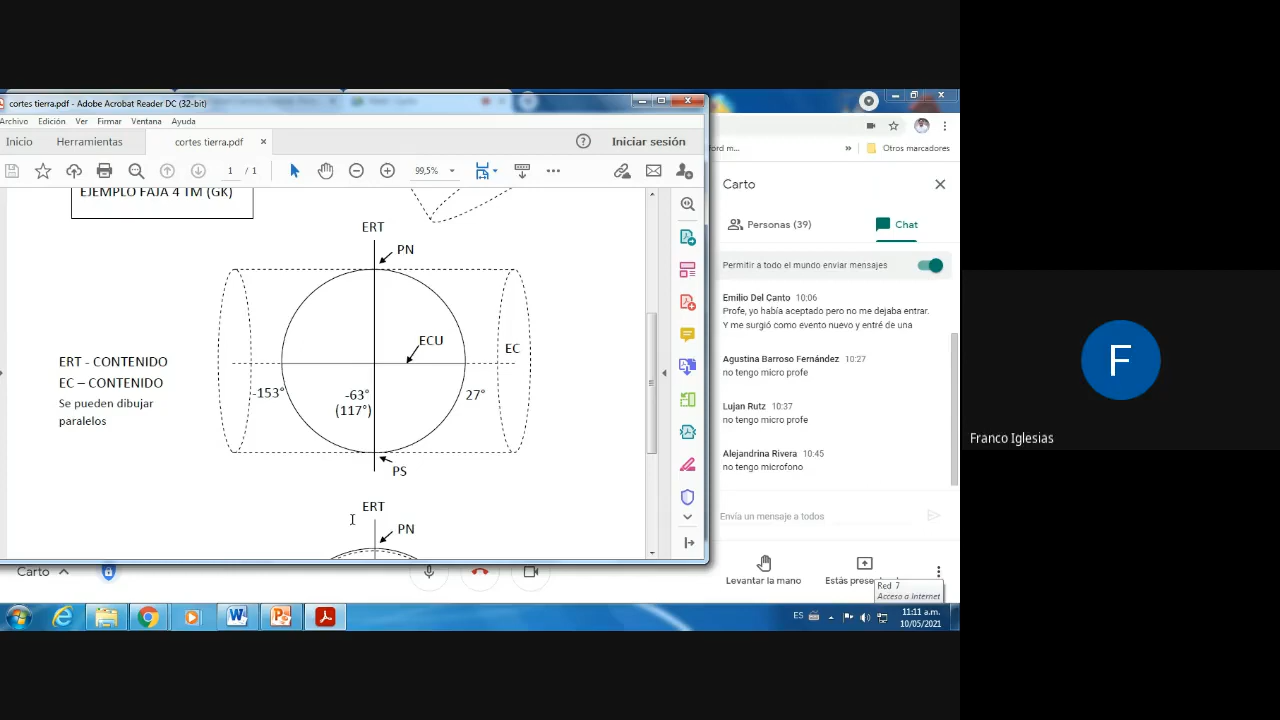 cortes tierra.pdf - Adobe Acrobat Reader DC (32-bit)
Archivo Edición Ver Firmar Ventana Ayuda
Inicio Herramientas cortes tierra.pdf Iniciar sesión
1 / 1 99,5%
EJEMPLO FAJA 4 TM (GK)
ERT
PN
ECU
EC
ERT - CONTENIDO
EC – CONTENIDO
Se pueden dibujar
paralelos
-153°
-63°
(117°)
27°
PS
ERT
PN
ord m...
Otros marcadores
Carto
Personas (39)
Chat
Permitir a todo el mundo enviar mensajes
Emilio Del Canto 10:06
Profe, yo había aceptado pero no me dejaba entrar.
Y me surgió como evento nuevo y entré de una
Agustina Barroso Fernández 10:27
no tengo micro profe
Lujan Rutz 10:37
no tengo micro profe
Alejandrina Rivera 10:45
no tengo microfono
Envía un mensaje a todos
Carto
Levantar la mano
Estás prese
Red 7
Acceso a Internet
ES
11:11 a.m.
10/05/2021
F
Franco Iglesias